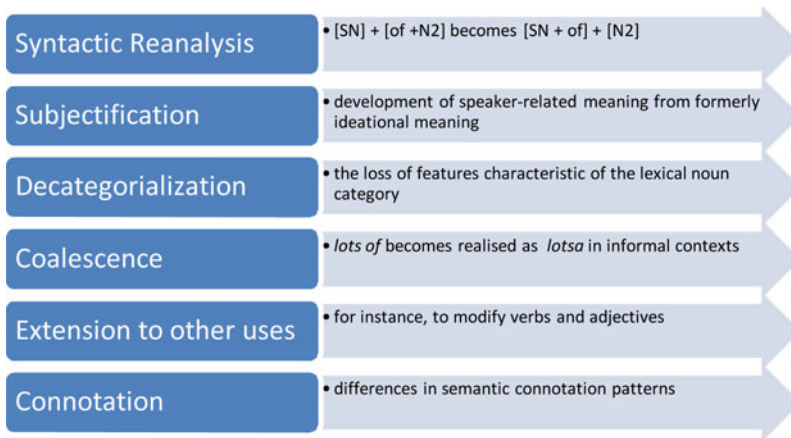 Syntactic Reanalysis
• [SN] + [of +N2] becomes [SN + of] + [N2]
Subjectification
• development of speaker-related meaning from formerly
ideational meaning
Decategorialization
• the loss of features characteristic of the lexical noun
category
Coalescence
• lots of becomes realised as lotsa in informal contexts
Extension to other uses
• for instance, to modify verbs and adjectives
Connotation
• differences in semantic connotation patterns